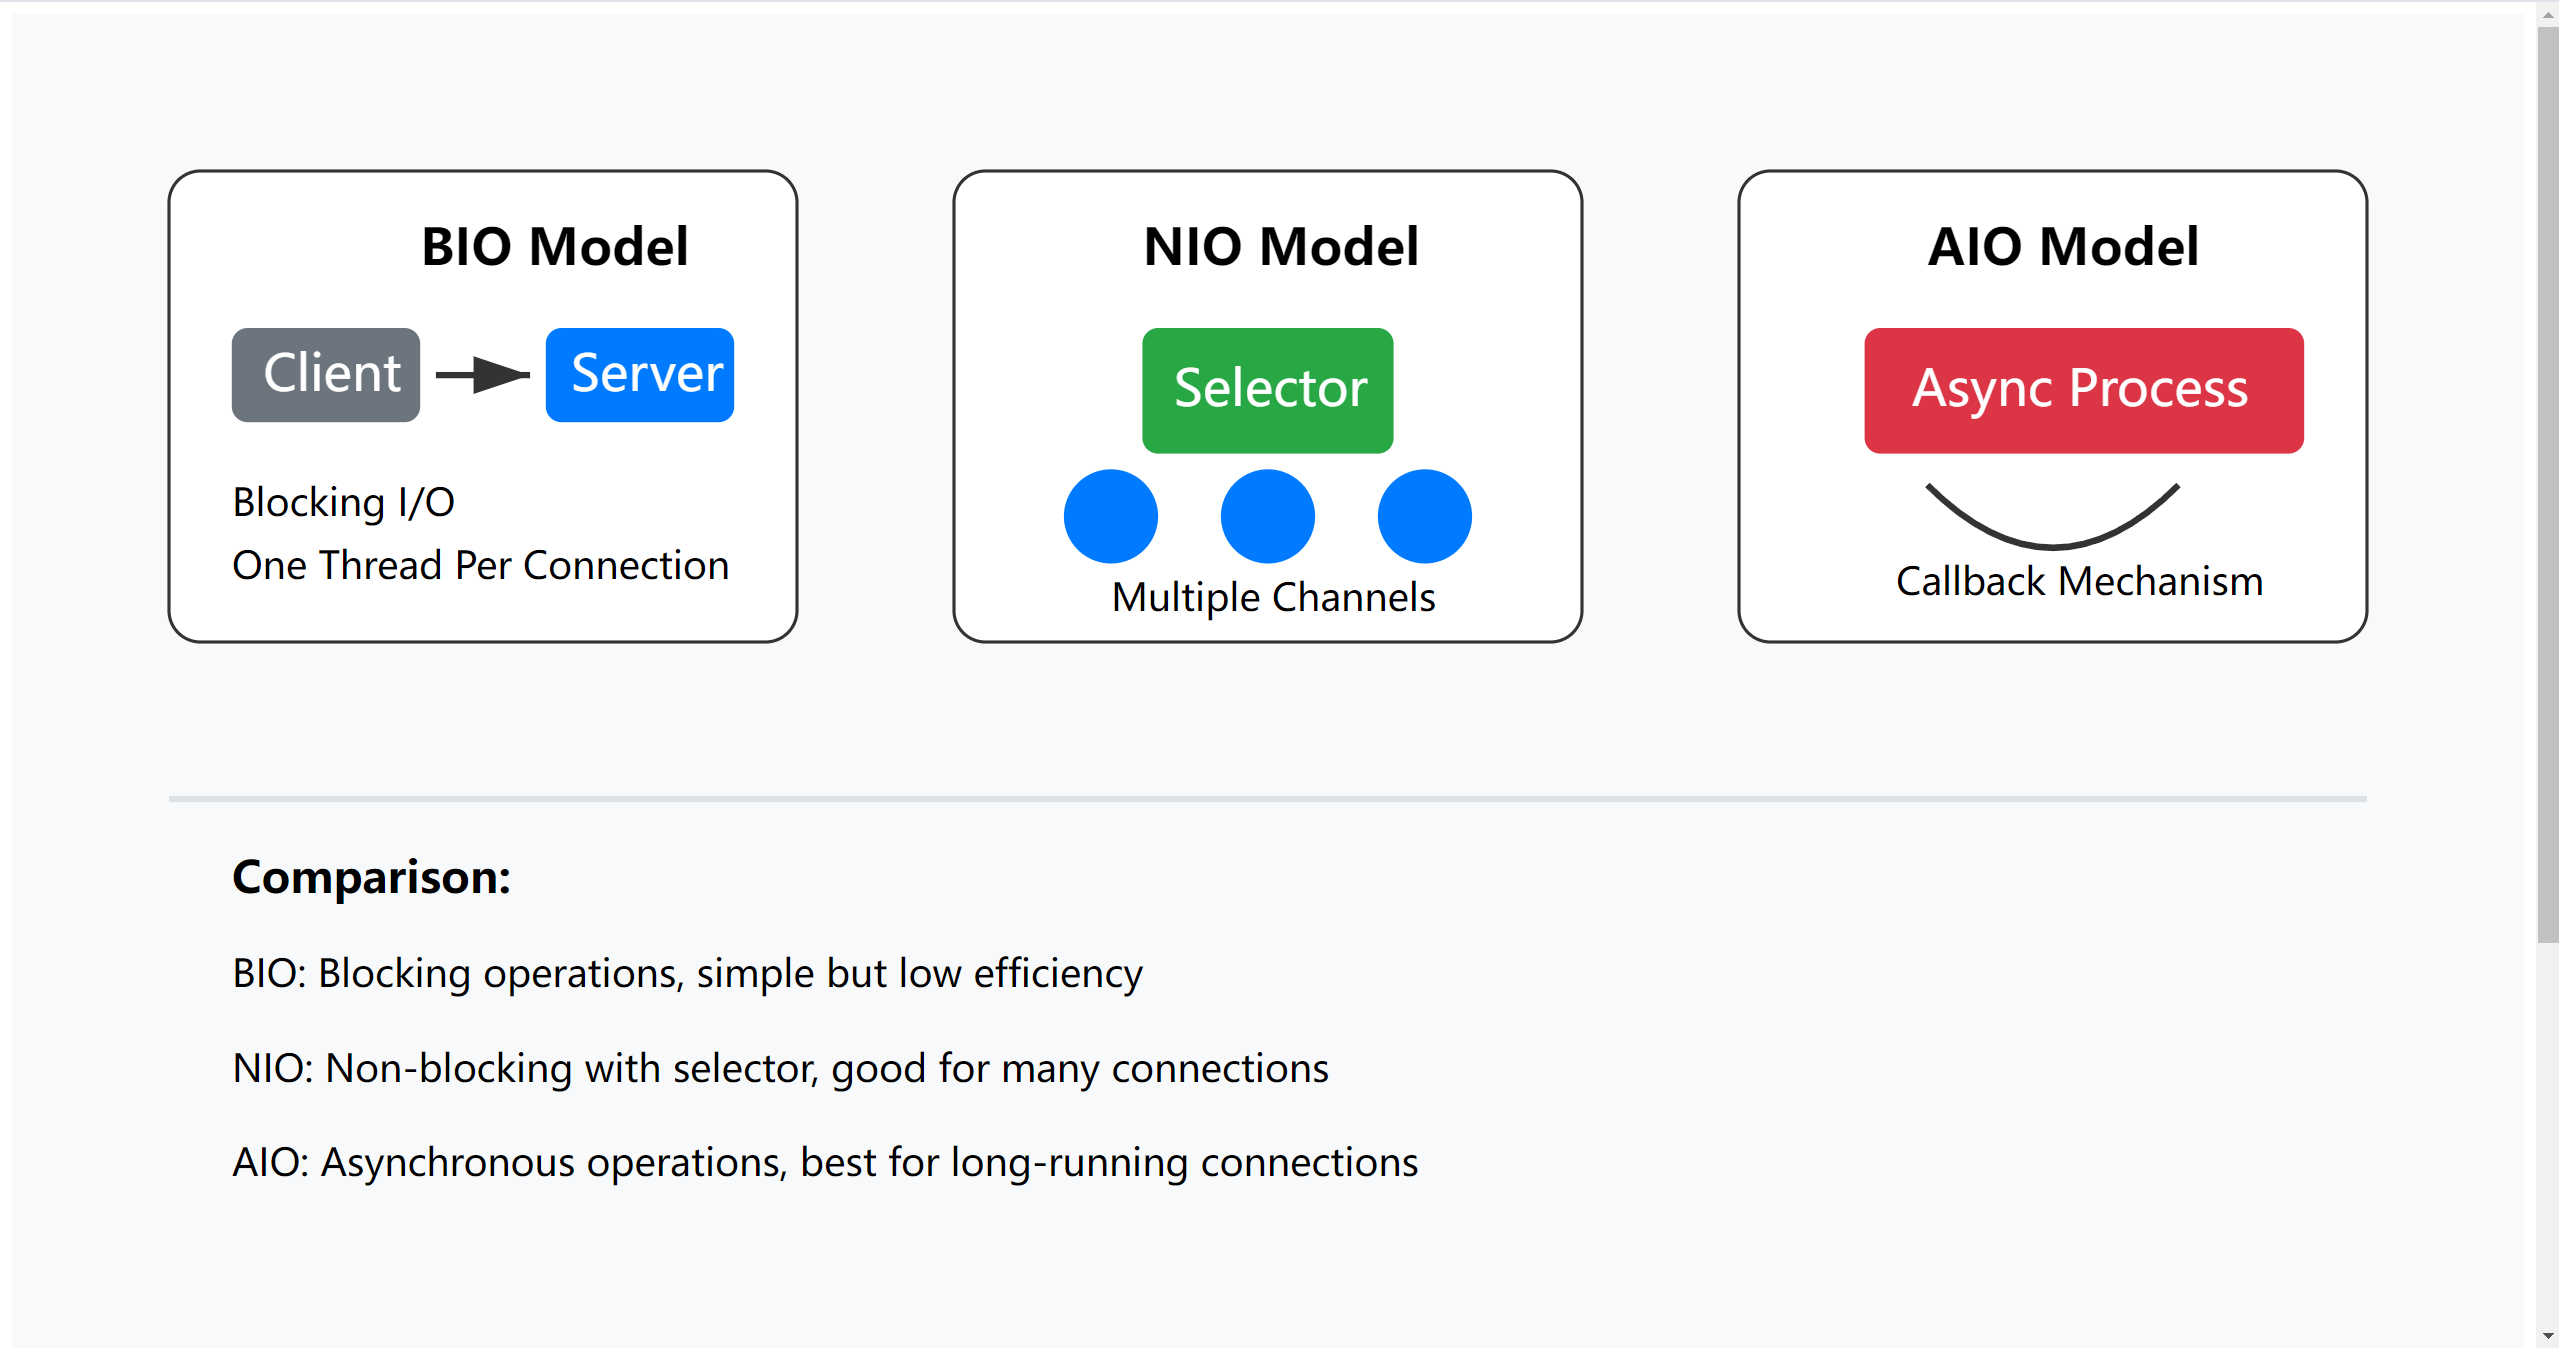 BIO Model
Client
Server
Blocking I/O
One Thread Per Connection
NIO Model
Selector
Multiple Channels
AIO Model
Async Process
Callback Mechanism
Comparison:
BIO: Blocking operations, simple but low efficiency
NIO: Non-blocking with selector, good for many connections
AIO: Asynchronous operations, best for long-running connections